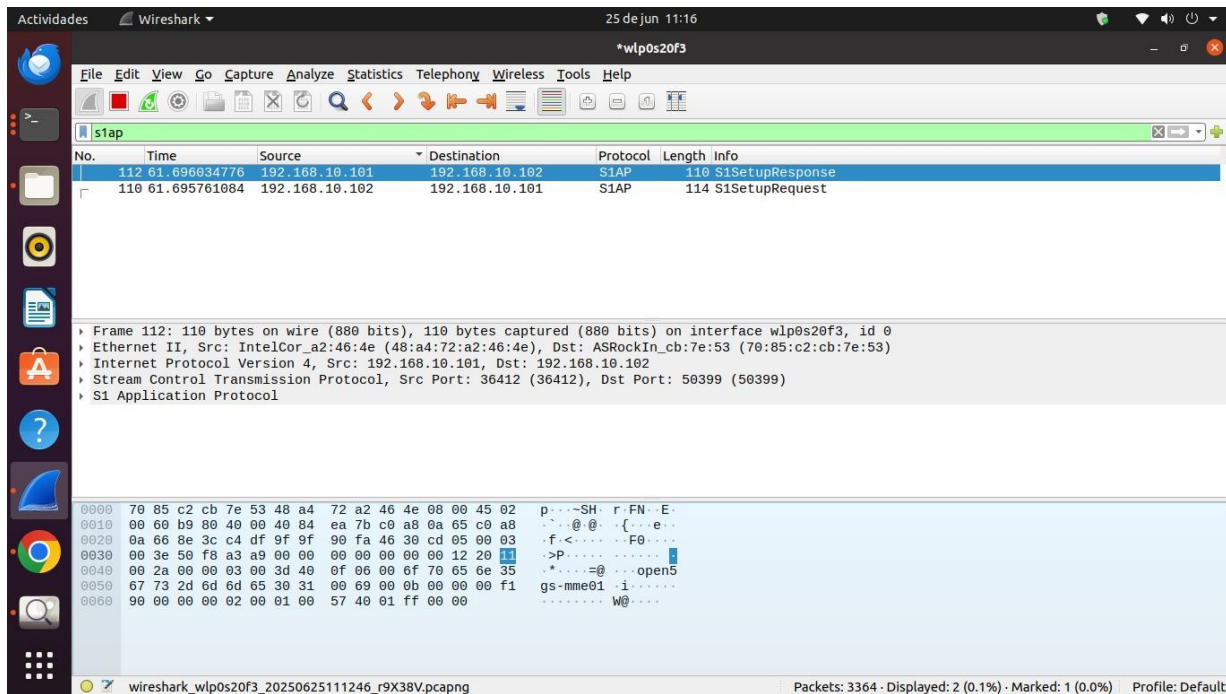 Actividades Wireshark 25 de jun 11:16
*wlp0s20f3
File Edit View Go Capture Analyze Statistics Telephony Wireless Tools Help
s1ap
No. Time Source Destination Protocol Length Info
112 61.696034776 192.168.10.101 192.168.10.102 S1AP 110 S1SetupResponse
110 61.695761084 192.168.10.102 192.168.10.101 S1AP 114 S1SetupRequest
Frame 112: 110 bytes on wire (880 bits), 110 bytes captured (880 bits) on interface wlp0s20f3, id 0
Ethernet II, Src: IntelCor_a2:46:4e (48:a4:72:a2:46:4e), Dst: ASRockIn_cb:7e:53 (70:85:c2:cb:7e:53)
Internet Protocol Version 4, Src: 192.168.10.101, Dst: 192.168.10.102
Stream Control Transmission Protocol, Src Port: 36412 (36412), Dst Port: 50399 (50399)
S1 Application Protocol
0000 70 85 c2 cb 7e 53 48 a4 72 a2 46 4e 08 00 45 02 p···~SH· r·FN··E·
0010 00 60 b9 80 40 00 40 84 ea 7b c0 a8 0a 65 c0 a8 ·`··@·@· ·{···e··
0020 0a 66 8e 3c c4 df 9f 9f 90 fa 46 30 cd 05 00 03 ·f·<···· ··F0····
0030 00 3e 50 f8 a3 a9 00 00 00 00 00 00 00 12 20 11 ·>P····· ······ ·
0040 00 2a 00 00 03 00 3d 40 0f 06 00 6f 70 65 6e 35 ·*····=@ ···open5
0050 67 73 2d 6d 6d 65 30 31 00 69 00 0b 00 00 00 f1 gs-mme01 ·i······
0060 90 00 00 00 02 00 01 00 57 40 01 ff 00 00 ········ W@····
wireshark_wlp0s20f3_20250625111246_r9X38V.pcapng Packets: 3364 · Displayed: 2 (0.1%) · Marked: 1 (0.0%) Profile: Default